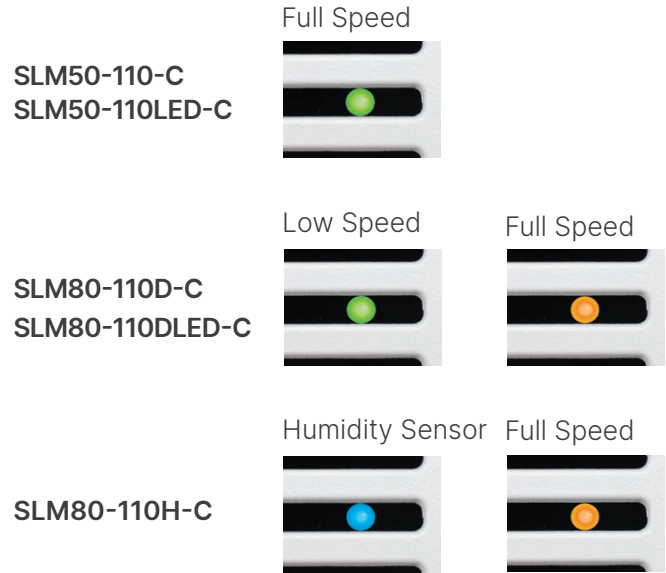 Full Speed
SLM50-110-C
SLM50-110LED-C
Low Speed
Full Speed
SLM80-110D-C
SLM80-110DLED-C
Humidity Sensor
Full Speed
SLM80-110H-C